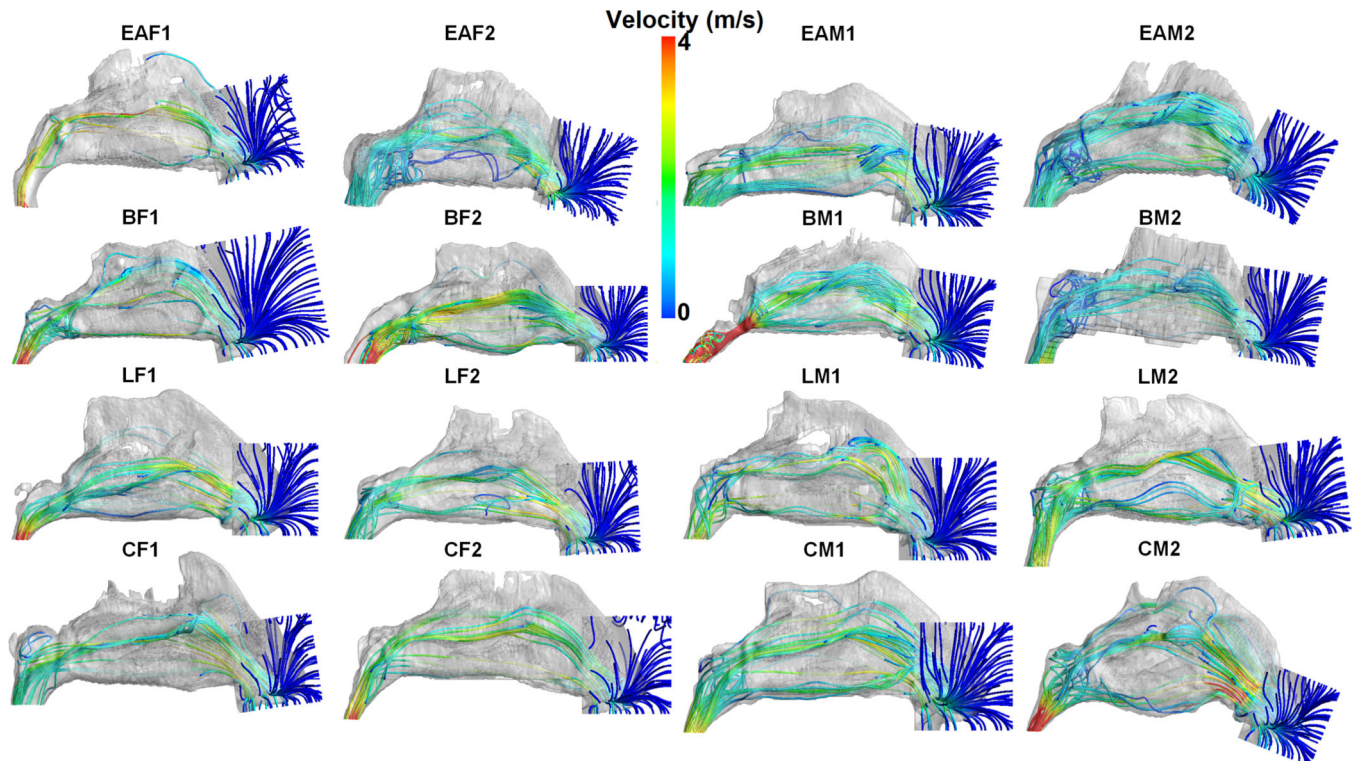 Velocity (m/s)
EAF1
EAF2
4
EAM1
EAM2
BF1
BF2
0
BM1
BM2
LF1
LF2
LM1
LM2
CF1
CF2
CM1
CM2